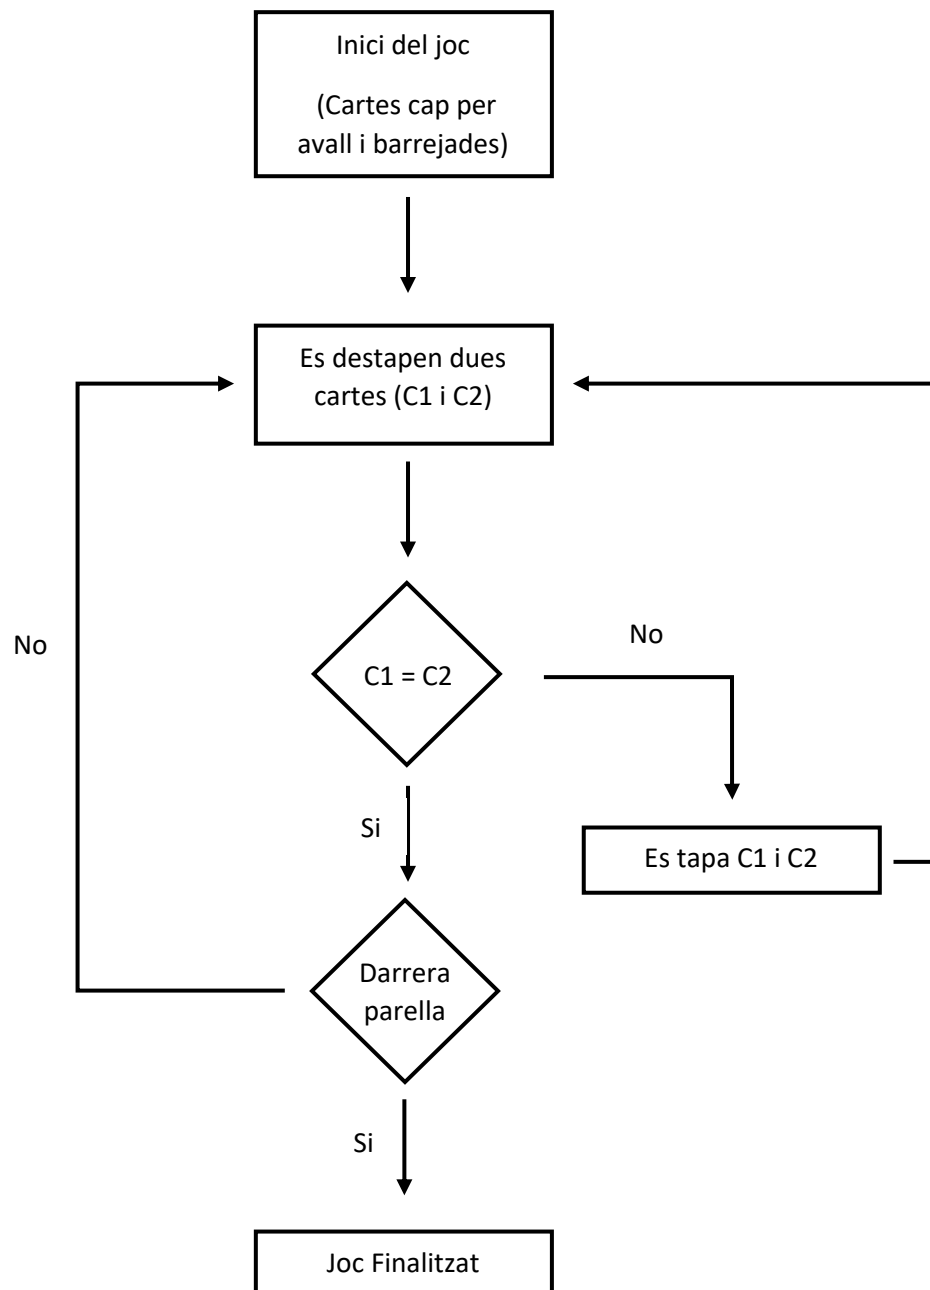 Inici del joc
(Cartes cap per
avall i barrejades)
Es destapen dues
cartes (C1 i C2)
No
No
C1 = C2
Si
Es tapa C1 i C2
Darrera
parella
Si
Joc Finalitzat